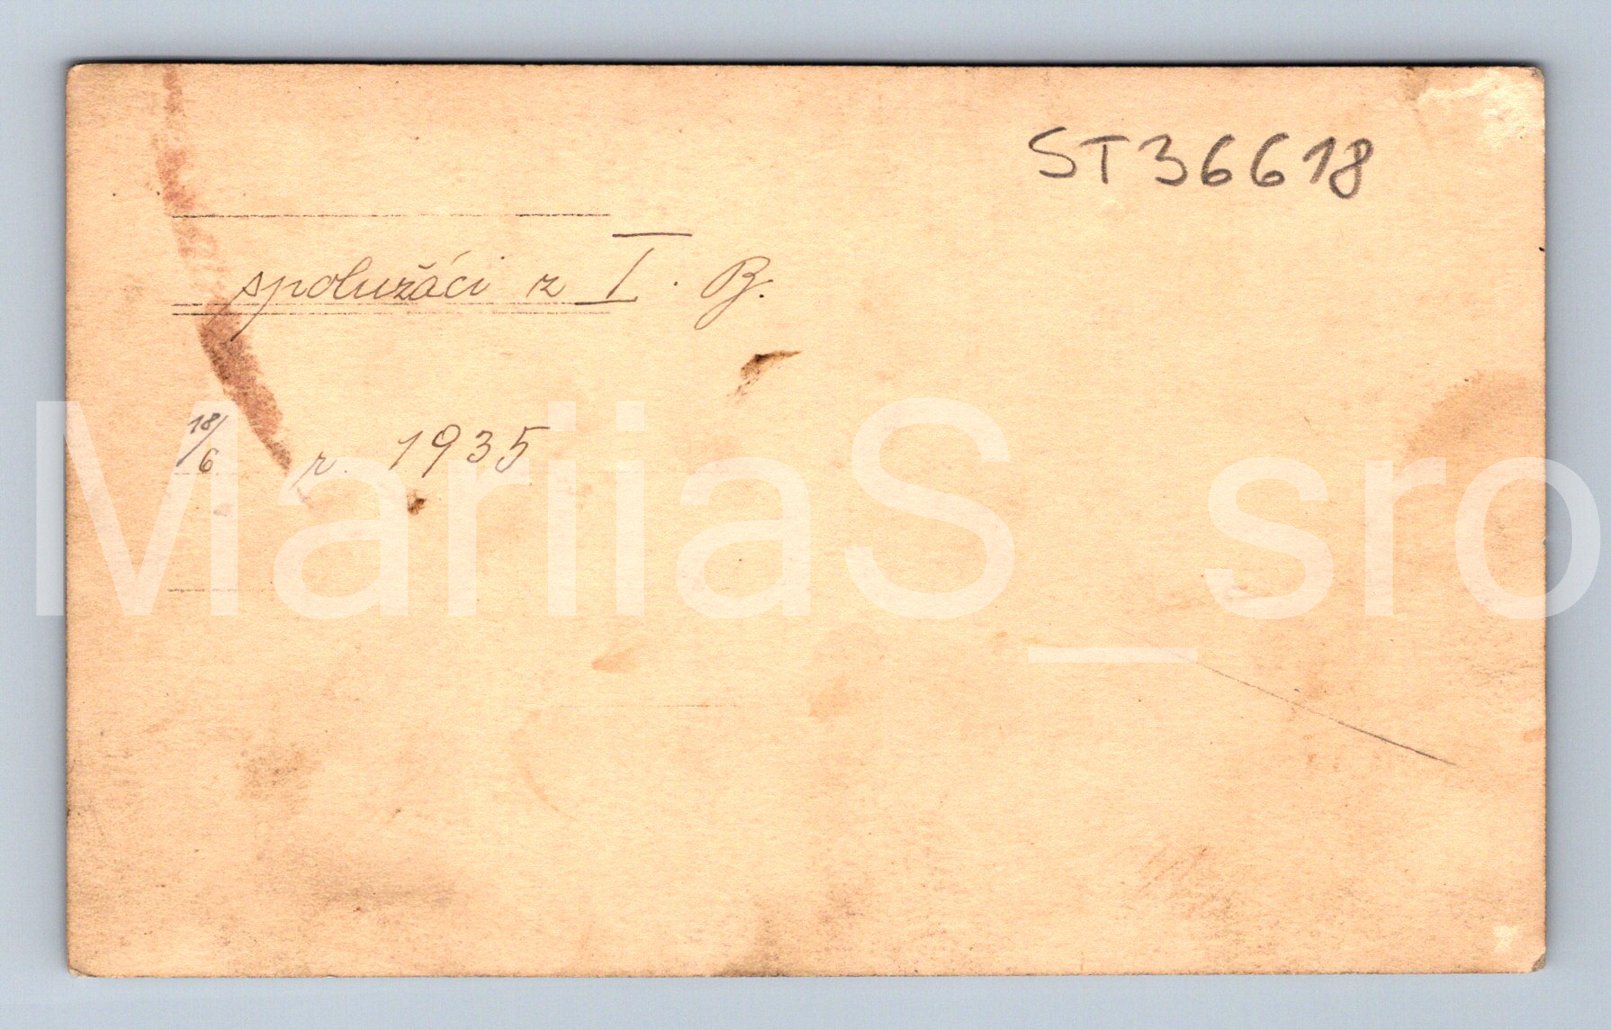 ST36618
spolužáci z I. B.
18/6 r. 1935
MariiaS_sro